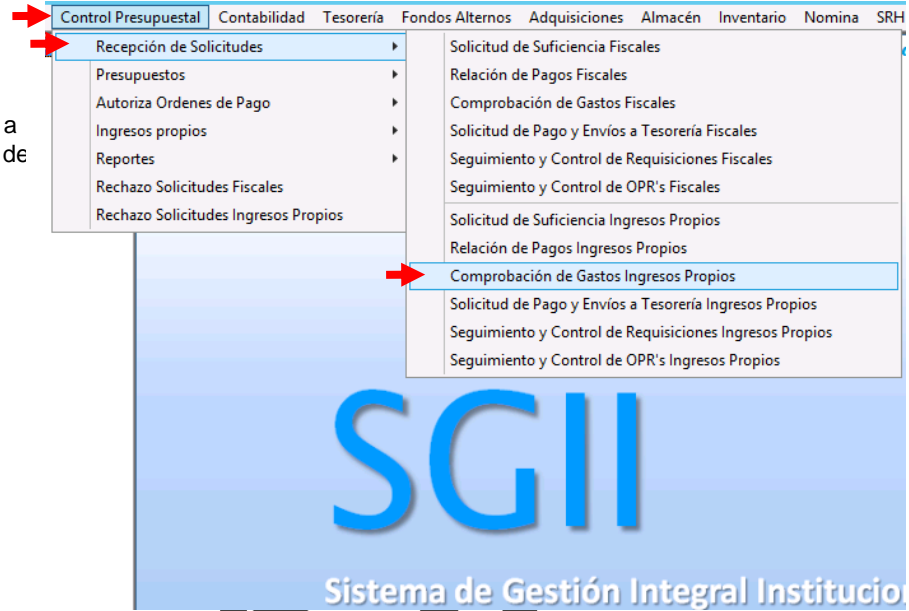 Control Presupuestal Contabilidad Tesorería Fondos Alternos Adquisiciones Almacén Inventario Nomina SRH
Recepción de Solicitudes
Presupuestos
Autoriza Ordenes de Pago
Ingresos propios
Reportes
Rechazo Solicitudes Fiscales
Rechazo Solicitudes Ingresos Propios
Solicitud de Suficiencia Fiscales
Relación de Pagos Fiscales
Comprobación de Gastos Fiscales
Solicitud de Pago y Envíos a Tesorería Fiscales
Seguimiento y Control de Requisiciones Fiscales
Seguimiento y Control de OPR's Fiscales
Solicitud de Suficiencia Ingresos Propios
Relación de Pagos Ingresos Propios
Comprobación de Gastos Ingresos Propios
Solicitud de Pago y Envíos a Tesorería Ingresos Propios
Seguimiento y Control de Requisiciones Ingresos Propios
Seguimiento y Control de OPR's Ingresos Propios
a
de
SGII
Sistema de Gestión Integral Institucion